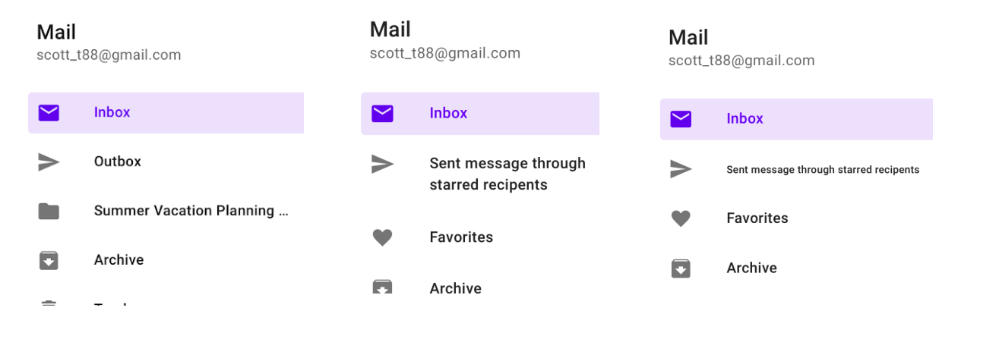 Mail
scott_t88@gmail.com
Inbox
Outbox
Summer Vacation Planning ...
Archive
Mail
scott_t88@gmail.com
Inbox
Sent message through
starred recipents
Favorites
Archive
Mail
scott_t88@gmail.com
Inbox
Sent message through starred recipents
Favorites
Archive